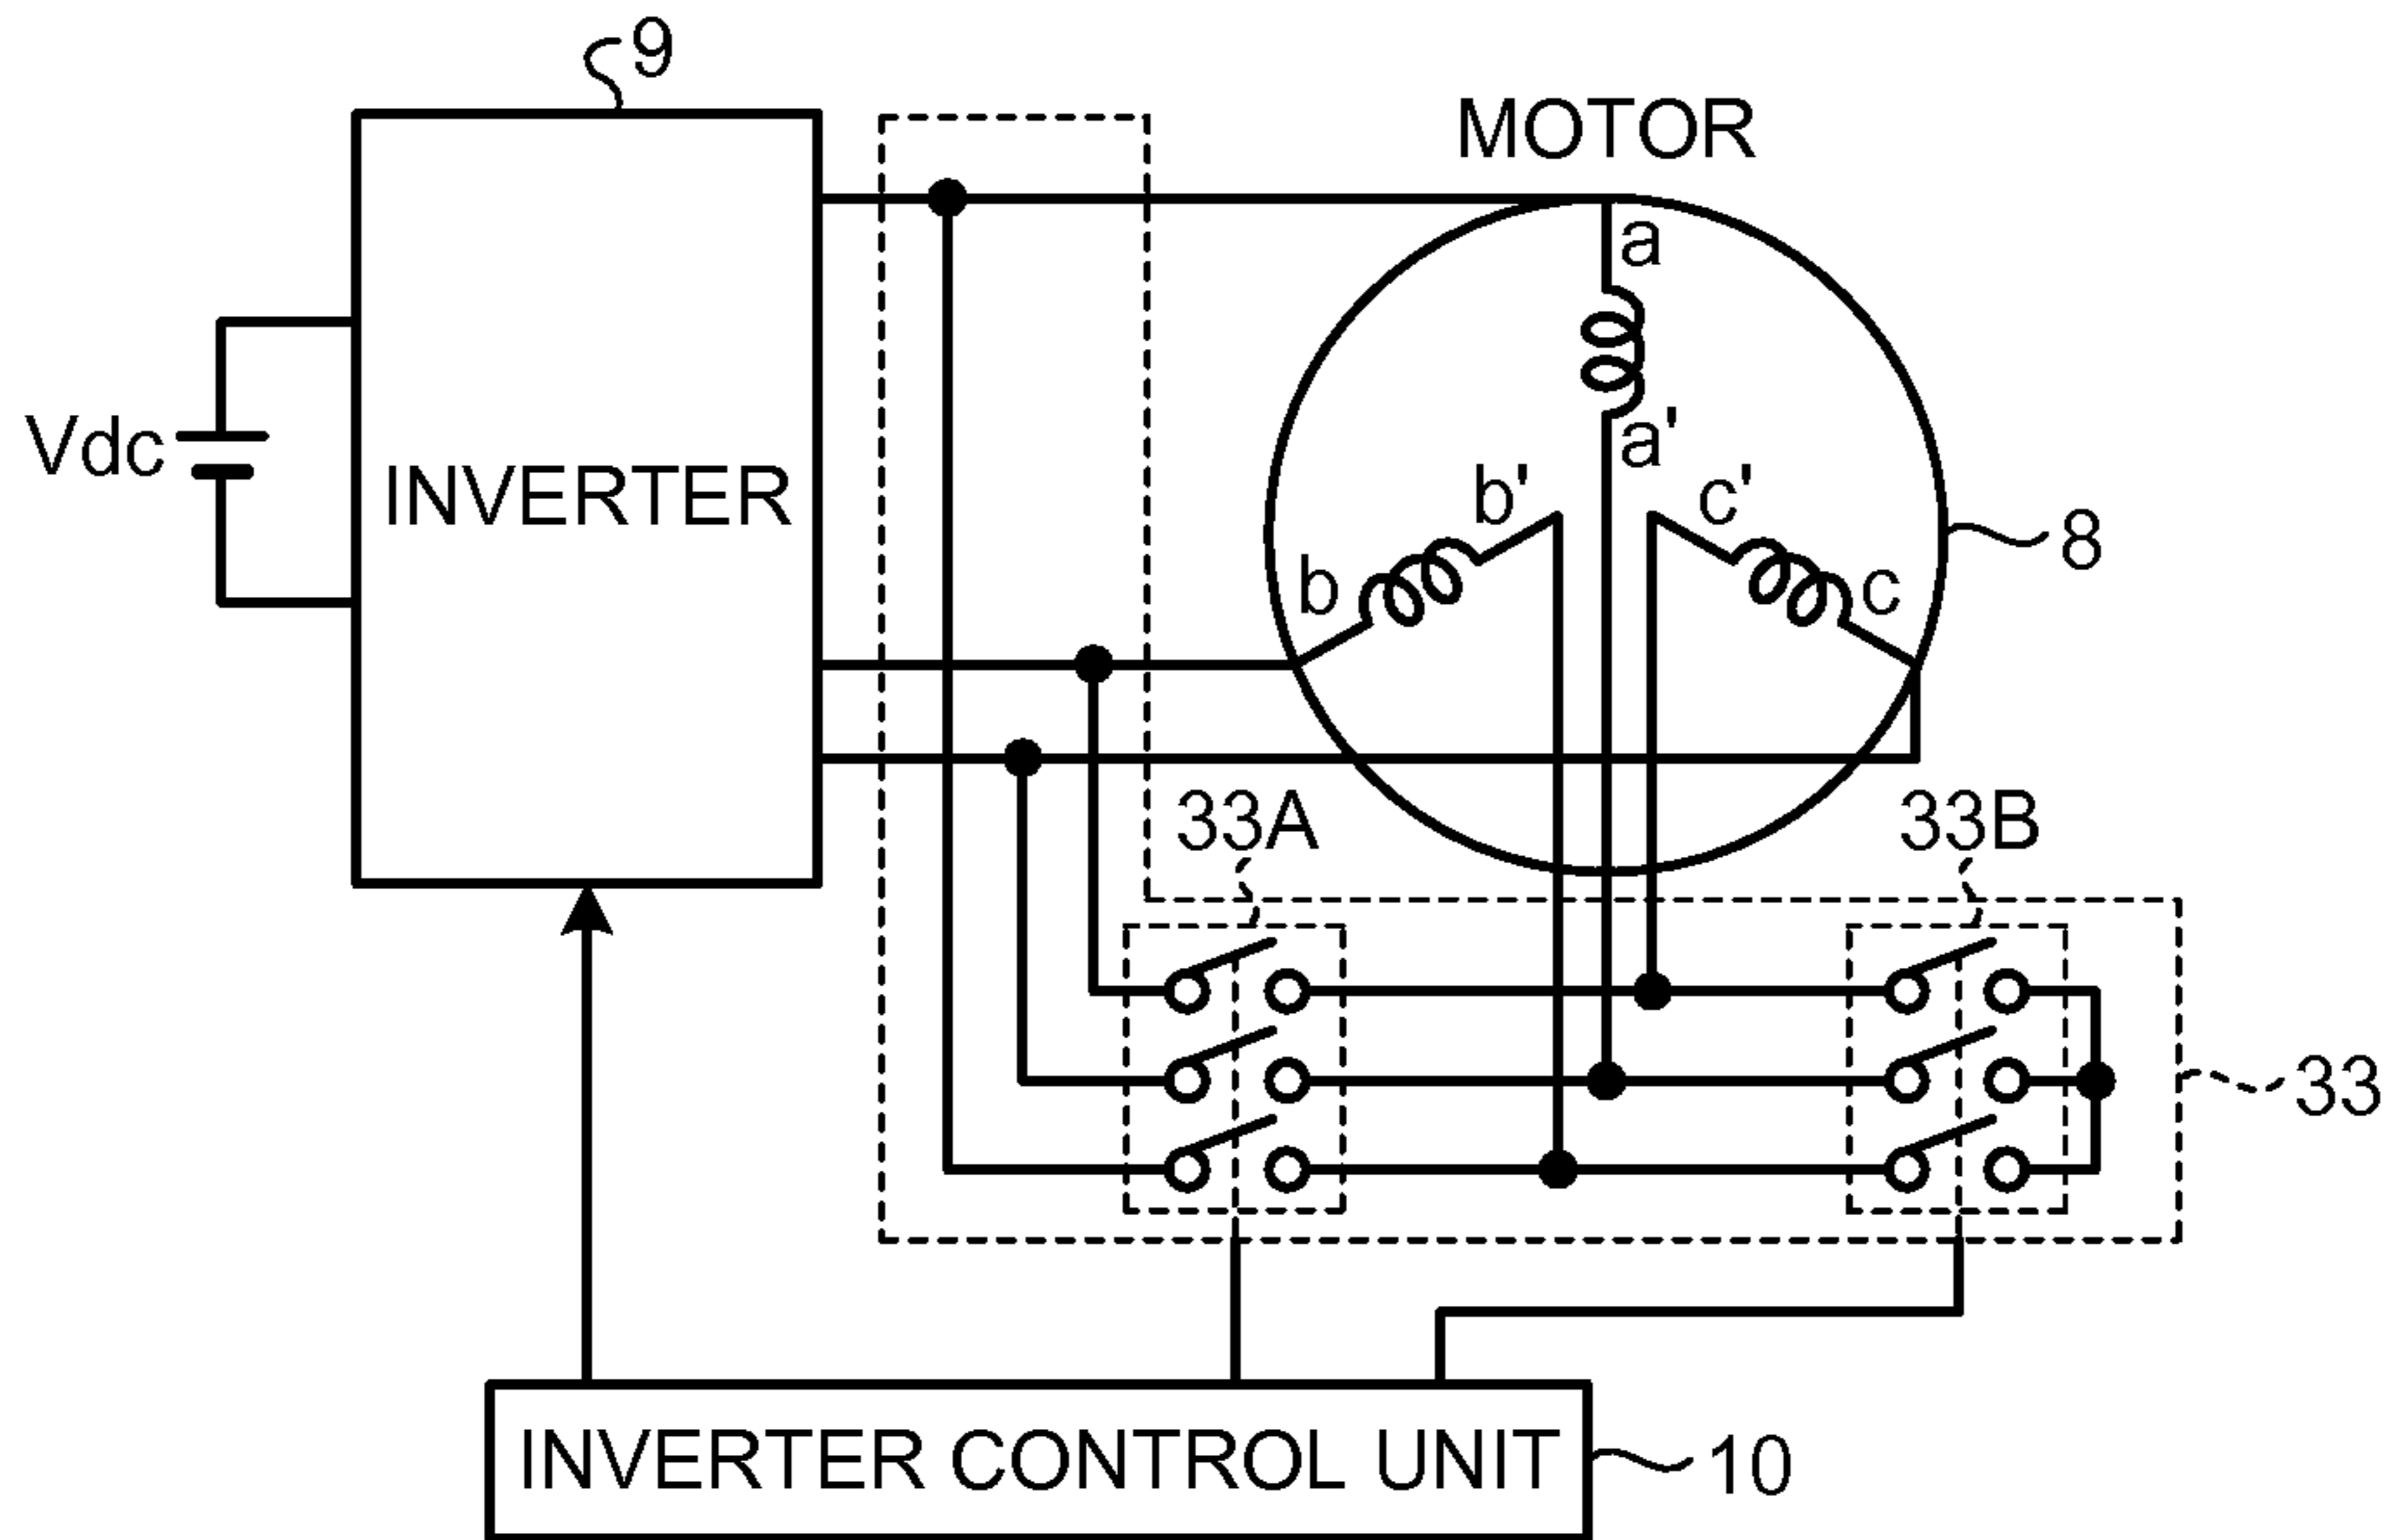 9
MOTOR
a
Vdc
INVERTER
a'
b'
c'
8
b
c
33A
33B
33
INVERTER CONTROL UNIT
10